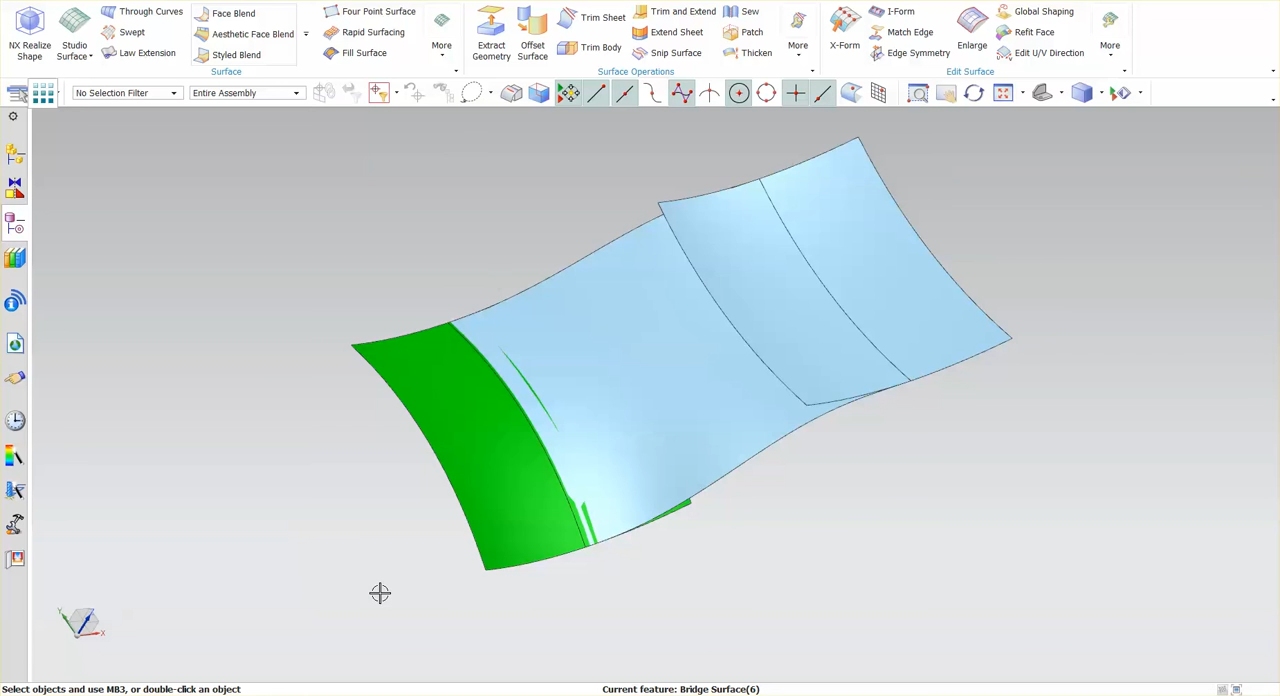 NX Realize
Shape
Studio
Surface
Through Curves
Swept
Law Extension
Face Blend
Aesthetic Face Blend
Styled Blend
Four Point Surface
Rapid Surfacing
Fill Surface
More
Surface
Extract
Geometry
Offset
Surface
Trim Sheet
Trim Body
Trim and Extend
Extend Sheet
Snip Surface
Sew
Patch
Thicken
More
Surface Operations
X-Form
I-Form
Match Edge
Edge Symmetry
Enlarge
Global Shaping
Refit Face
Edit U/V Direction
More
Edit Surface
No Selection Filter
Entire Assembly
Y
X
Select objects and use MB3, or double-click an object
Current feature: Bridge Surface(6)